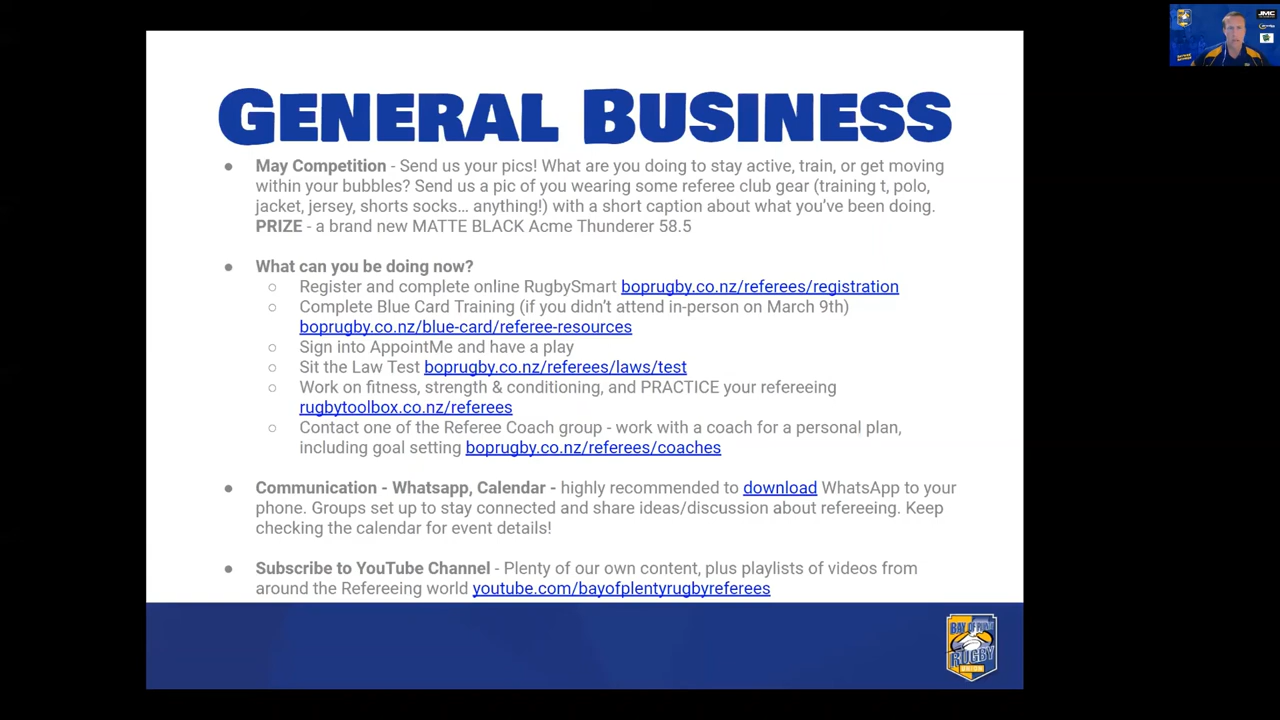 GENERAL BUSINESS
● May Competition - Send us your pics! What are you doing to stay active, train, or get moving
within your bubbles? Send us a pic of you wearing some referee club gear (training t, polo,
jacket, jersey, shorts socks... anything!) with a short caption about what you've been doing.
PRIZE - a brand new MATTE BLACK Acme Thunderer 58.5
● What can you be doing now?
○ Register and complete online RugbySmart boprugby.co.nz/referees/registration
○ Complete Blue Card Training (if you didn't attend in-person on March 9th)
boprugby.co.nz/blue-card/referee-resources
○ Sign into AppointMe and have a play
○ Sit the Law Test boprugby.co.nz/referees/laws/test
○ Work on fitness, strength & conditioning, and PRACTICE your refereeing
rugbytoolbox.co.nz/referees
○ Contact one of the Referee Coach group - work with a coach for a personal plan,
including goal setting boprugby.co.nz/referees/coaches
● Communication - Whatsapp, Calendar - highly recommended to download WhatsApp to your
phone. Groups set up to stay connected and share ideas/discussion about refereeing. Keep
checking the calendar for event details!
● Subscribe to YouTube Channel - Plenty of our own content, plus playlists of videos from
around the Refereeing world youtube.com/bayofplentyrugbyreferees
BAY OF PLENTY
RUGBY
JMC